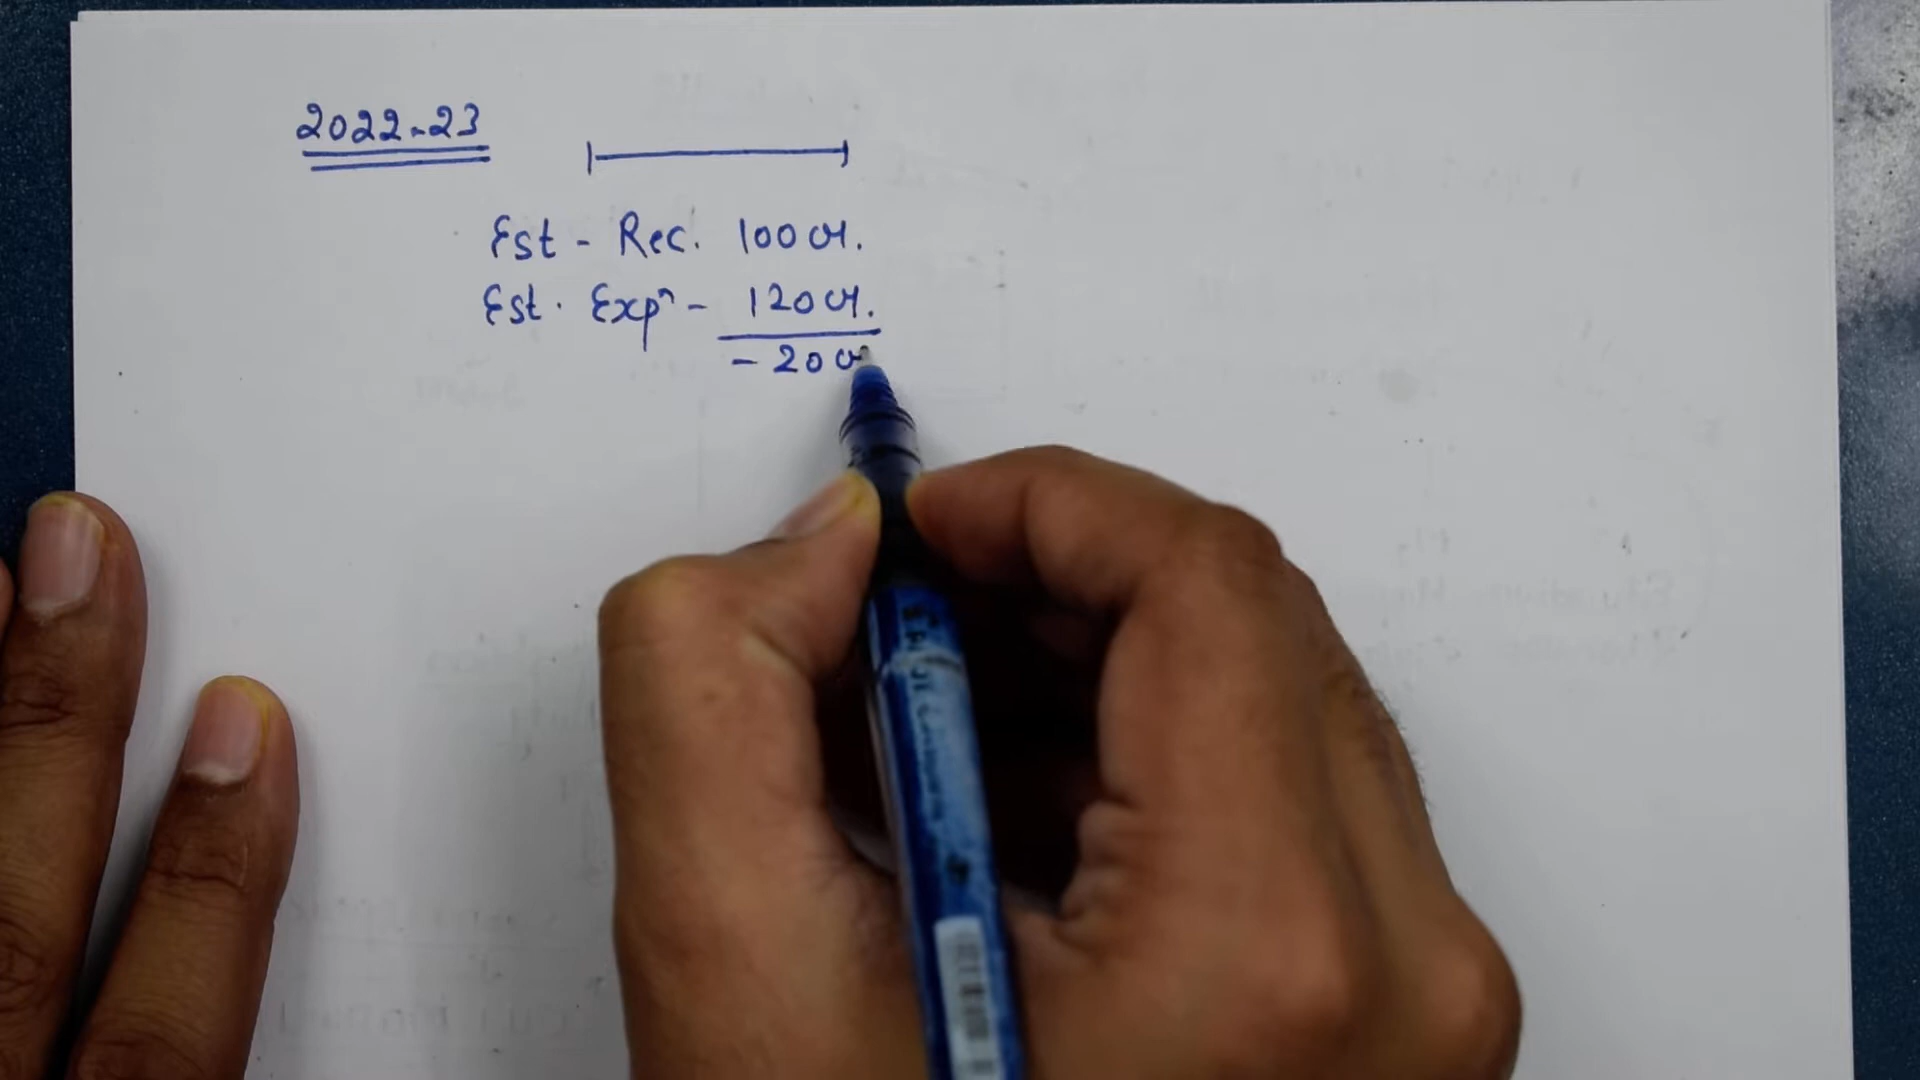 2022-23
Est - Rec. 100 cr.
Est. Expⁿ - 120 cr.
- 20 cr